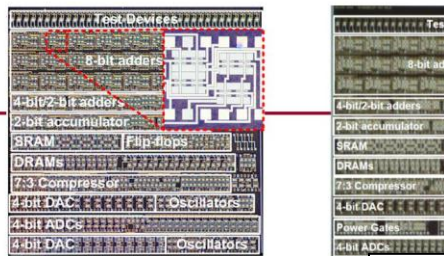 Test Devices
8-bit adders
4-bit/2-bit adders
2-bit accumulator
SRAM Flip-flops
DRAMs
7:3 Compressor
4-bit DAC Oscillators
4-bit ADCs
4-bit DAC Oscillators
Tes
8-bit ad
4-bit/2-bit adders
2-bit accumulator
SRAM
DRAMs
7:3 Compressor
4-bit DAC
Power Gates
4-bit ADCs